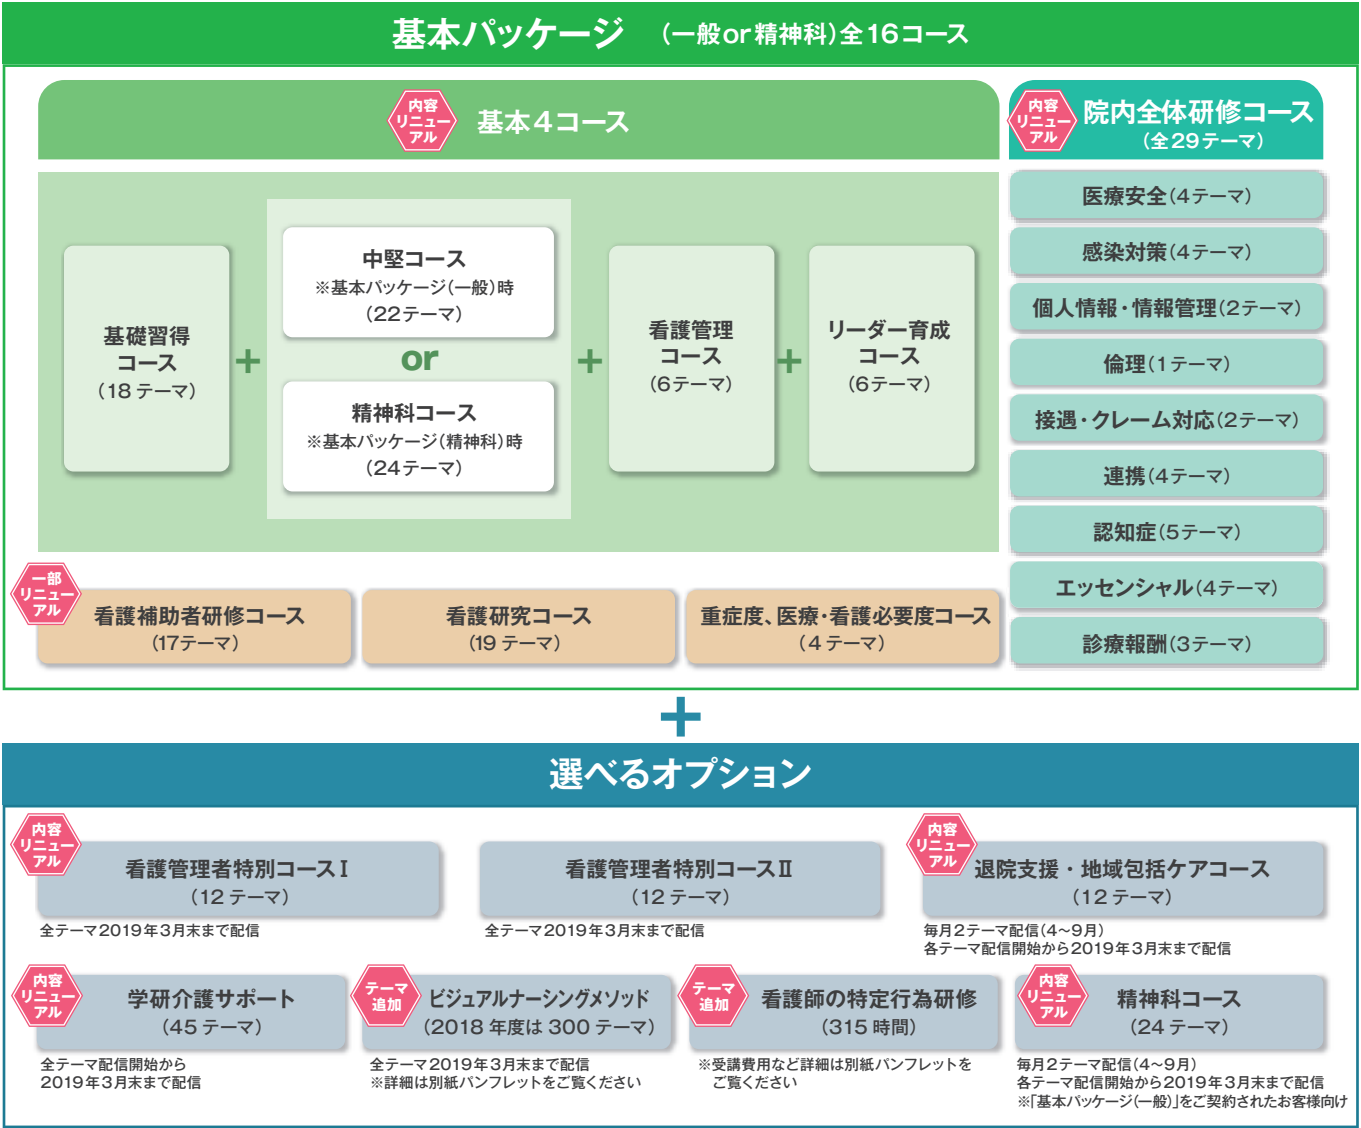 基本パッケージ （一般or精神科）全16コース
内容
リニュー
アル
基本4コース
基礎習得
コース
（18テーマ）
+
中堅コース
※基本パッケージ（一般）時
（22テーマ）
or
精神科コース
※基本パッケージ（精神科）時
（24テーマ）
+
看護管理
コース
（6テーマ）
+
リーダー育成
コース
（6テーマ）
一部
リニュー
アル
看護補助者研修コース
（17テーマ）
看護研究コース
（19テーマ）
重症度、医療・看護必要度コース
（4テーマ）
内容
リニュー
アル
院内全体研修コース
（全29テーマ）
医療安全（4テーマ）
感染対策（4テーマ）
個人情報・情報管理（2テーマ）
倫理（1テーマ）
接遇・クレーム対応（2テーマ）
連携（4テーマ）
認知症（5テーマ）
エッセンシャル（4テーマ）
診療報酬（3テーマ）
+
選べるオプション
内容
リニュー
アル
看護管理者特別コースⅠ
（12テーマ）
全テーマ2019年3月末まで配信
看護管理者特別コースⅡ
（12テーマ）
全テーマ2019年3月末まで配信
内容
リニュー
アル
退院支援・地域包括ケアコース
（12テーマ）
毎月2テーマ配信（4～9月）
各テーマ配信開始から2019年3月末まで配信
内容
リニュー
アル
学研介護サポート
（45テーマ）
全テーマ配信開始から
2019年3月末まで配信
テーマ
追加
ビジュアルナーシングメソッド
（2018年度は300テーマ）
全テーマ2019年3月末まで配信
※詳細は別紙パンフレットをご覧ください
テーマ
追加
看護師の特定行為研修
（315時間）
※受講費用など詳細は別紙パンフレットを
ご覧ください
内容
リニュー
アル
精神科コース
（24テーマ）
毎月2テーマ配信（4～9月）
各テーマ配信開始から2019年3月末まで配信
※「基本パッケージ（一般）」をご契約されたお客様向け